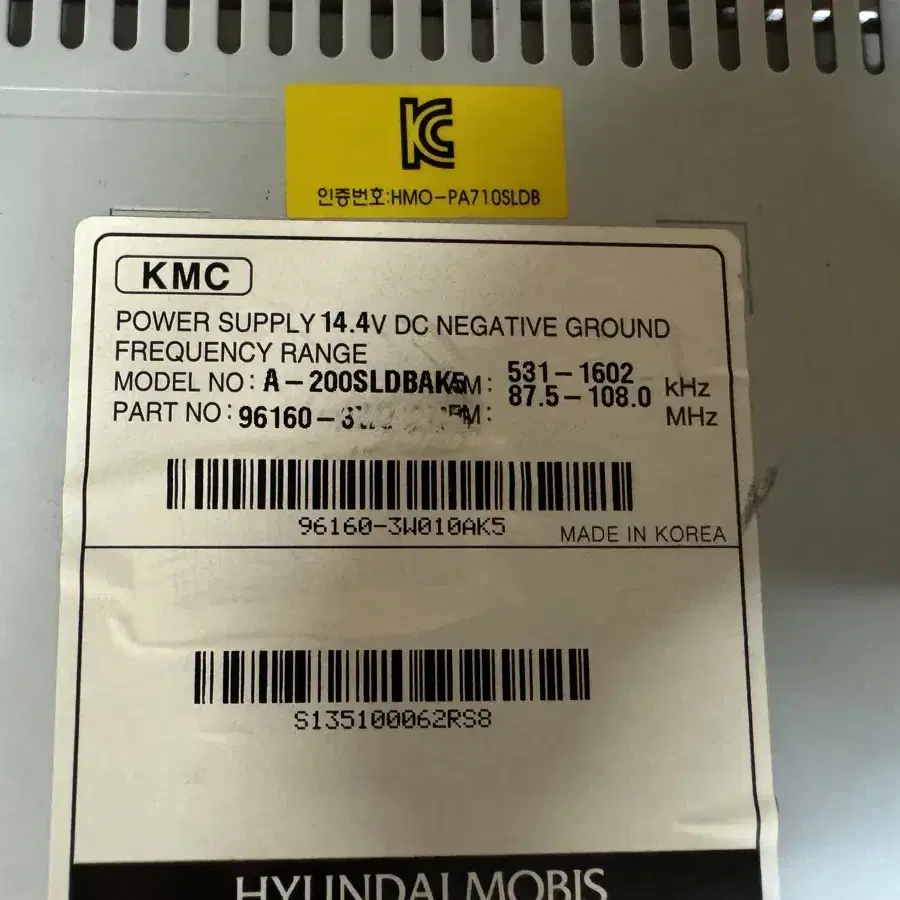 KC
인증번호:HMO-PA710SLDB
KMC
POWER SUPPLY 14.4V DC NEGATIVE GROUND
FREQUENCY RANGE
MODEL NO: A-200SLDBAK5 AM: 531-1602 kHz
PART NO: 96160- FM: 87.5-108.0 MHz
96160-3W010AK5
MADE IN KOREA
S135100062RS8
HYUNDAI MOBIS